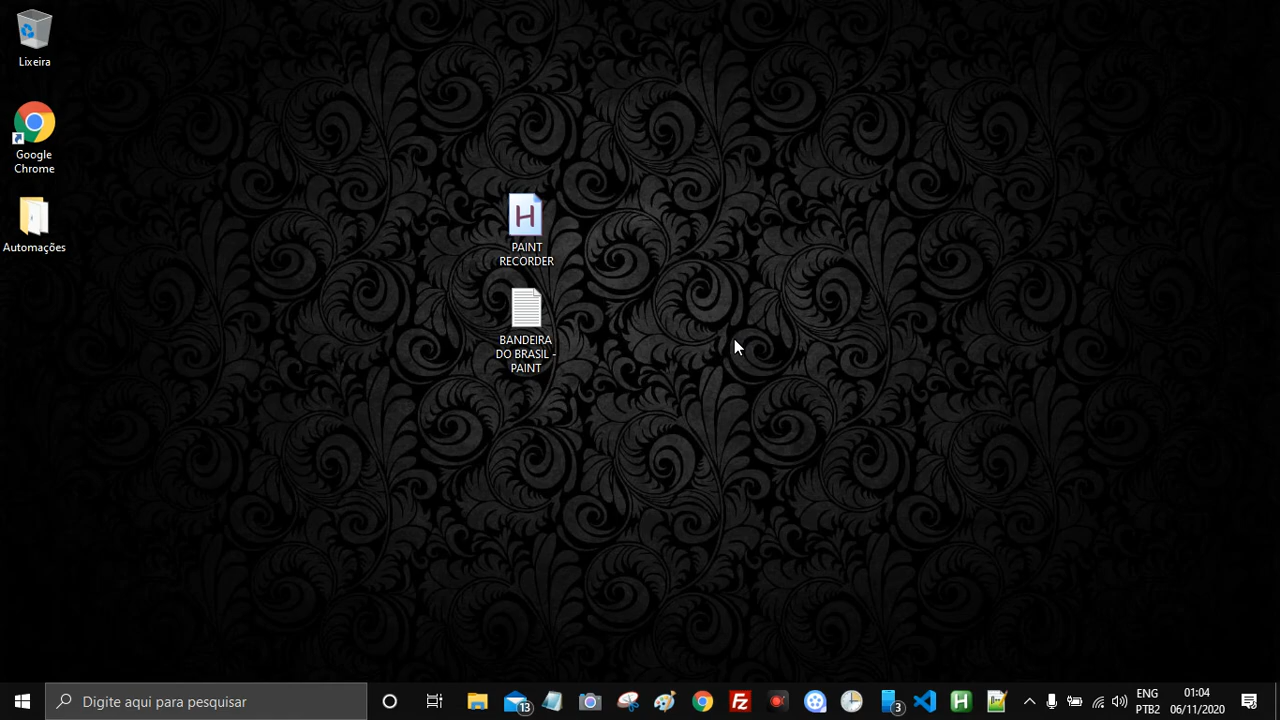 Lixeira
Google
Chrome
Automações
H
PAINT
RECORDER
BANDEIRA
DO BRASIL -
PAINT
Digite aqui para pesquisar
13
Fz
3
H
ENG
PTB2
01:04
06/11/2020